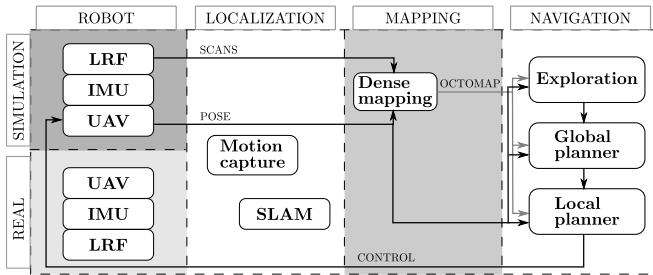 ROBOT
LOCALIZATION
MAPPING
NAVIGATION
SIMULATION
LRF
IMU
UAV
SCANS
POSE
Motion
capture
Dense
mapping
OCTOMAP
Exploration
Global
planner
Local
planner
REAL
UAV
IMU
LRF
SLAM
CONTROL